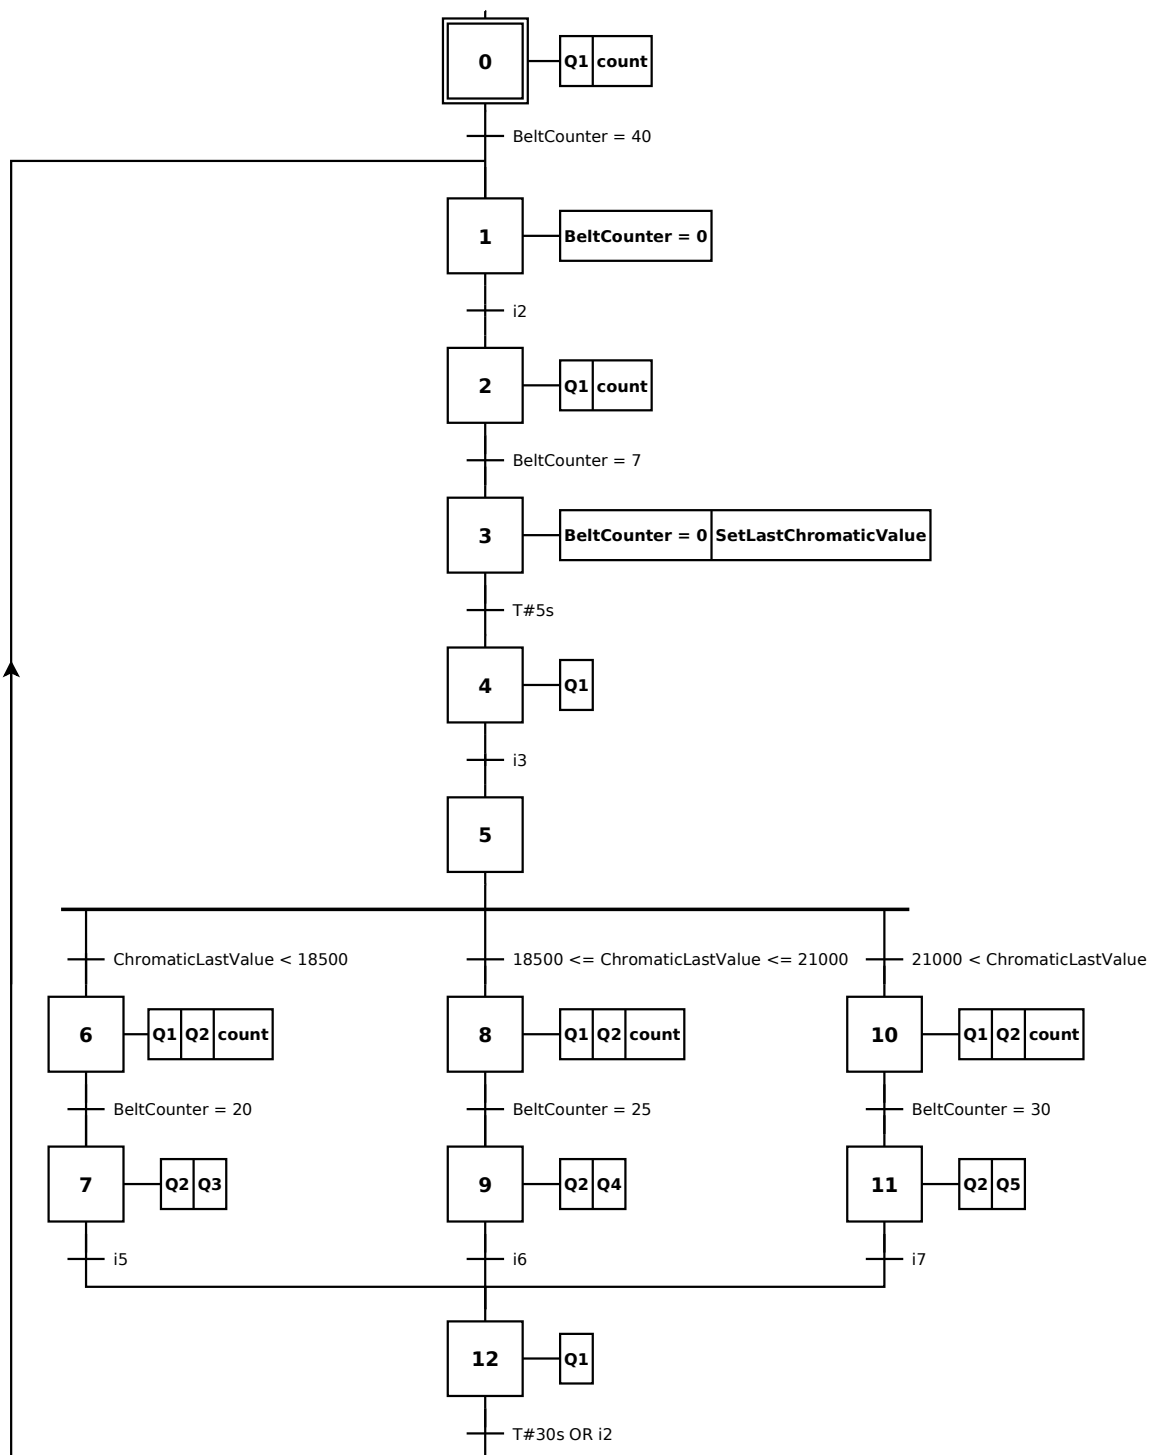 0 Q1 count
BeltCounter = 40
1 BeltCounter = 0
i2
2 Q1 count
BeltCounter = 7
3 BeltCounter = 0 SetLastChromaticValue
T#5s
4 Q1
i3
5
ChromaticLastValue < 18500 18500 <= ChromaticLastValue <= 21000 21000 < ChromaticLastValue
6 Q1 Q2 count 8 Q1 Q2 count 10 Q1 Q2 count
BeltCounter = 20 BeltCounter = 25 BeltCounter = 30
7 Q2 Q3 9 Q2 Q4 11 Q2 Q5
i5 i6 i7
12 Q1
T#30s OR i2